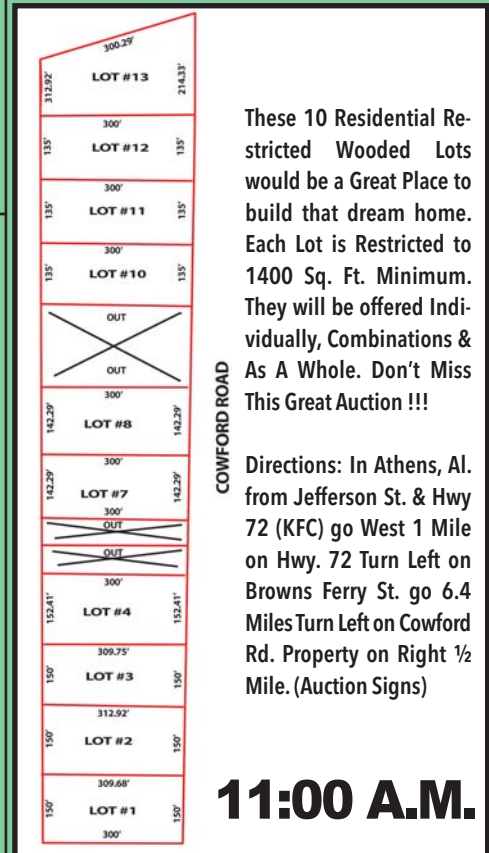 300.29'
312.92'
LOT #13
214.33'
300'
135'
LOT #12
135'
300'
135'
LOT #11
135'
300'
135'
LOT #10
135'
OUT
OUT
300'
142.29'
LOT #8
142.29'
300'
142.29'
LOT #7
142.29'
300'
OUT
OUT
300'
152.41'
LOT #4
152.41'
309.75'
150'
LOT #3
150'
312.92'
150'
LOT #2
150'
309.68'
150'
LOT #1
150'
300'
COWFORD ROAD
These 10 Residential Re-
stricted Wooded Lots
would be a Great Place to
build that dream home.
Each Lot is Restricted to
1400 Sq. Ft. Minimum.
They will be offered Indi-
vidually, Combinations &
As A Whole. Don't Miss
This Great Auction !!!
Directions: In Athens, Al.
from Jefferson St. & Hwy
72 (KFC) go West 1 Mile
on Hwy. 72 Turn Left on
Browns Ferry St. go 6.4
Miles Turn Left on Cowford
Rd. Property on Right ½
Mile. (Auction Signs)
11:00 A.M.